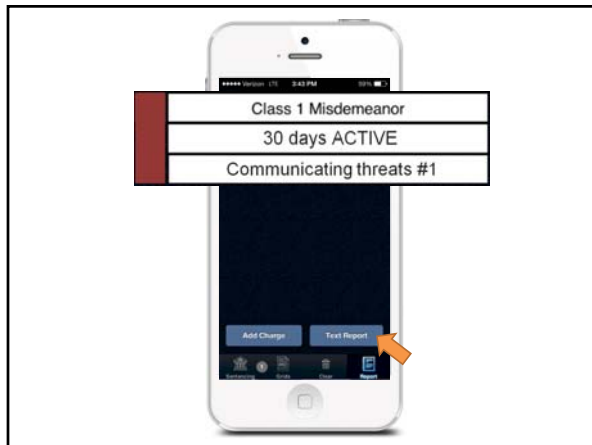 Verizon LTE 3:43 PM
Class 1 Misdemeanor
30 days ACTIVE
Communicating threats #1
Add Charge Text Report
Sentencing Grids Clear Report